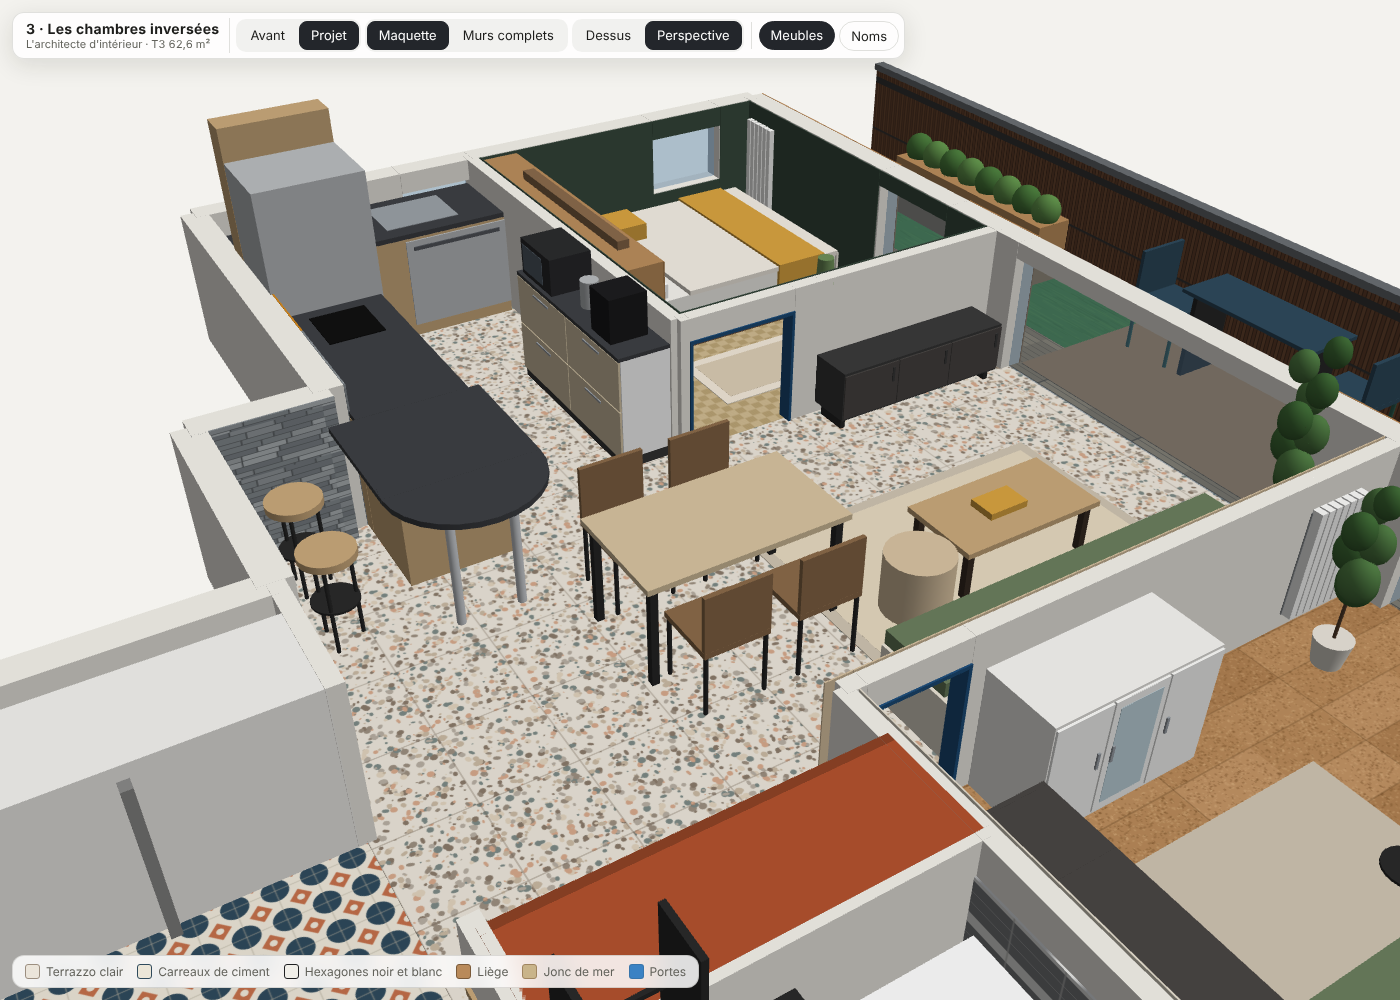 3 · Les chambres inversées
L'architecte d'intérieur · T3 62,6 m²
Avant Projet Maquette Murs complets Dessus Perspective Meubles Noms
Terrazzo clair Carreaux de ciment Hexagones noir et blanc Liège Jonc de mer Portes